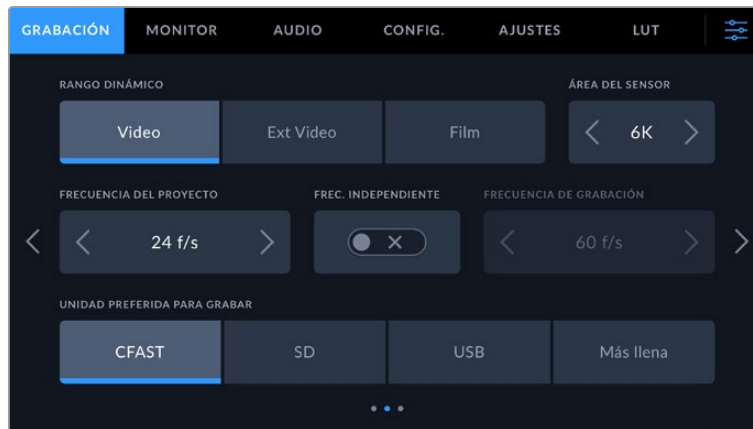 GRABACIÓN MONITOR AUDIO CONFIG. AJUSTES LUT
RANGO DINÁMICO ÁREA DEL SENSOR
Video Ext Video Film 6K
FRECUENCIA DEL PROYECTO FREC. INDEPENDIENTE FRECUENCIA DE GRABACIÓN
24 f/s 60 f/s
UNIDAD PREFERIDA PARA GRABAR
CFAST SD USB Más llena